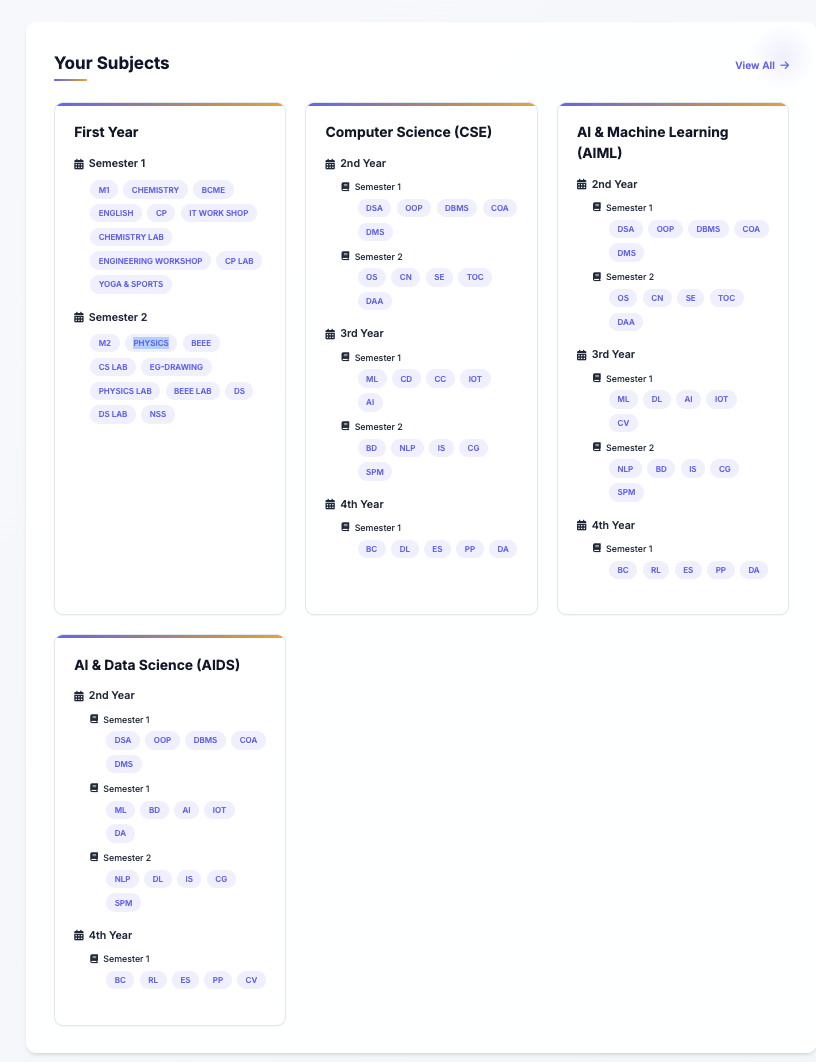 Your Subjects
View All →
First Year
Semester 1
M1 CHEMISTRY BCME
ENGLISH CP IT WORK SHOP
CHEMISTRY LAB
ENGINEERING WORKSHOP CP LAB
YOGA & SPORTS
Semester 2
M2 PHYSICS BEEE
CS LAB EG-DRAWING
PHYSICS LAB BEEE LAB DS
DS LAB NSS
Computer Science (CSE)
2nd Year
Semester 1
DSA OOP DBMS COA
DMS
Semester 2
OS CN SE TOC
DAA
3rd Year
Semester 1
ML CD CC IOT
AI
Semester 2
BD NLP IS CG
SPM
4th Year
Semester 1
BC DL ES PP DA
AI & Machine Learning
(AIML)
2nd Year
Semester 1
DSA OOP DBMS COA
DMS
Semester 2
OS CN SE TOC
DAA
3rd Year
Semester 1
ML DL AI IOT
CV
Semester 2
NLP BD IS CG
SPM
4th Year
Semester 1
BC RL ES PP DA
AI & Data Science (AIDS)
2nd Year
Semester 1
DSA OOP DBMS COA
DMS
Semester 1
ML BD AI IOT
DA
Semester 2
NLP DL IS CG
SPM
4th Year
Semester 1
BC RL ES PP CV